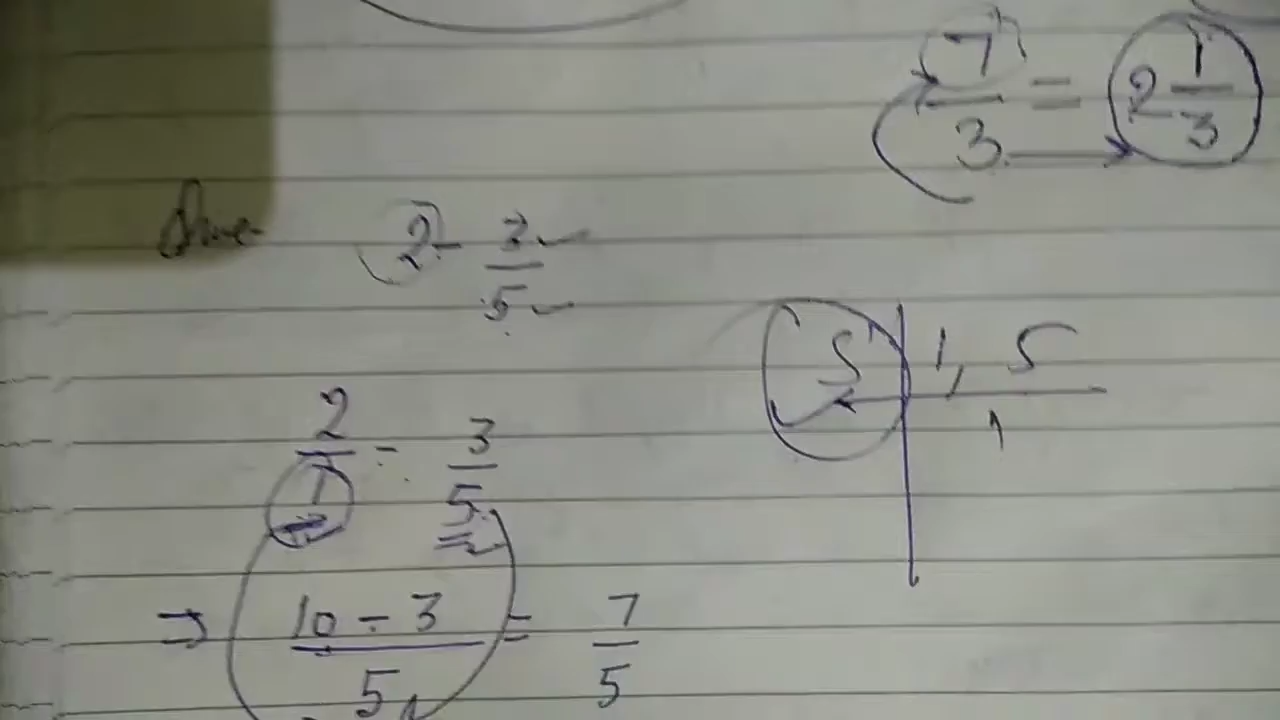 7/3 = 2 1/3
2 - 3/5
5 | 1, 5
1
2/1 - 3/5
⇒ (10 - 3)/5 = 7/5